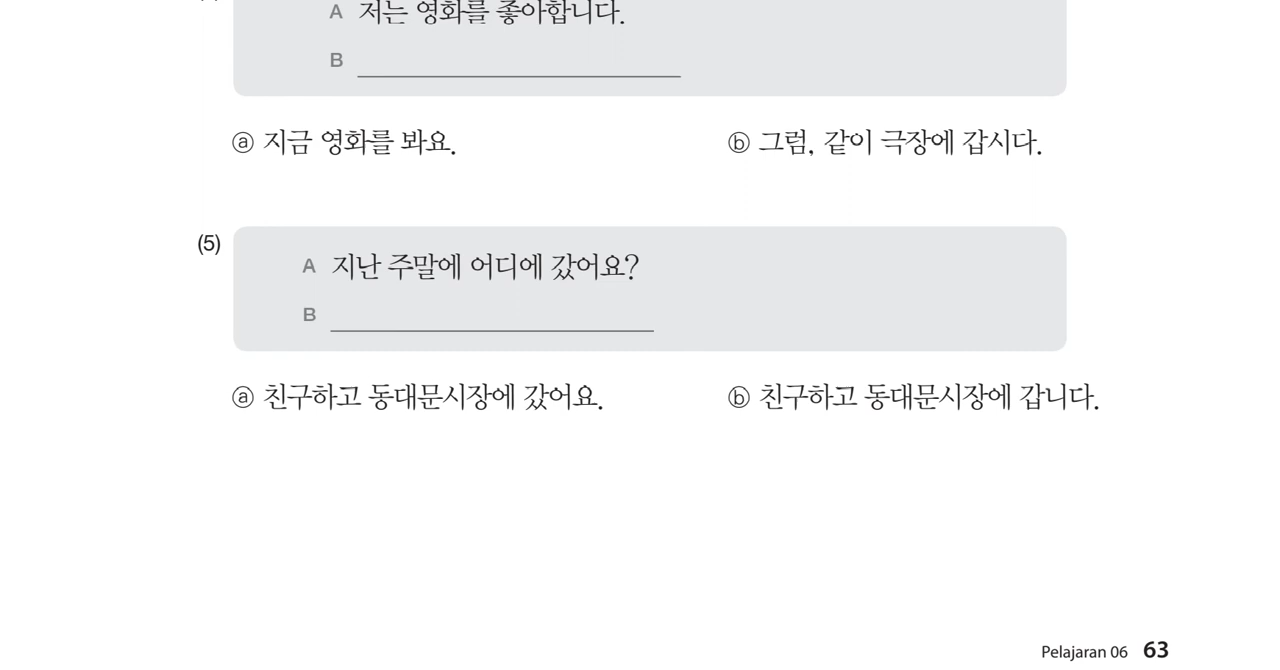 A 저는 영화를 좋아합니다.
B
ⓐ 지금 영화를 봐요.
ⓑ 그럼, 같이 극장에 갑시다.
(5)
A 지난 주말에 어디에 갔어요?
B
ⓐ 친구하고 동대문시장에 갔어요.
ⓑ 친구하고 동대문시장에 갑니다.
Pelajaran 06 63